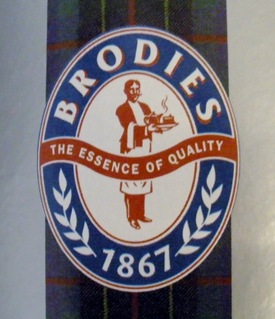 BRODIES
THE ESSENCE OF QUALITY
1867